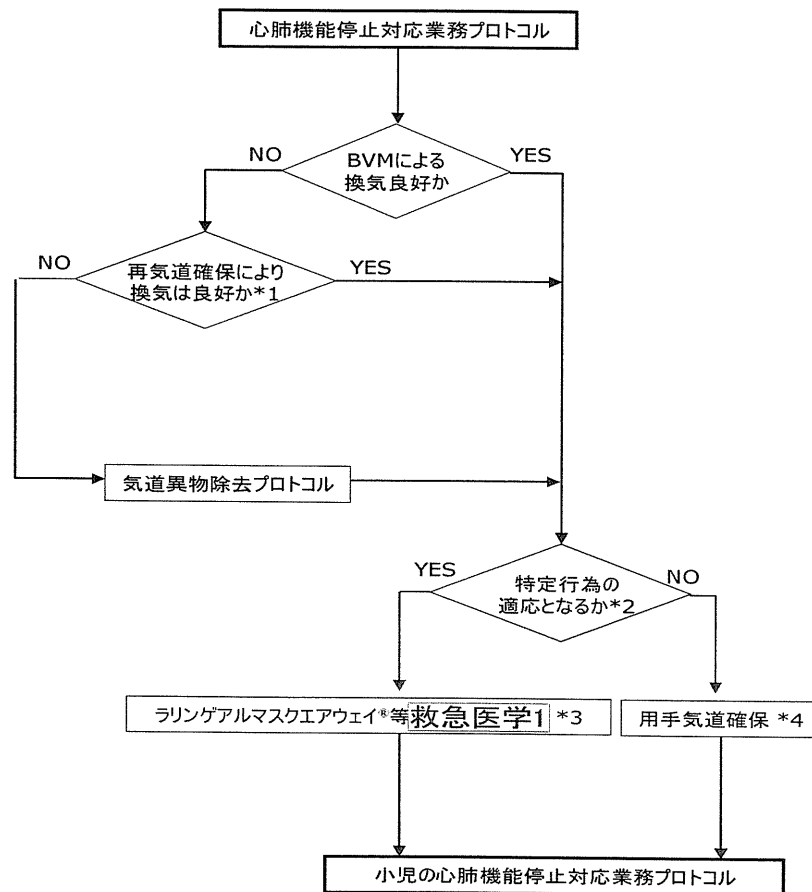 心肺機能停止対応業務プロトコル
NO
BVMによる
換気良好か
YES
NO
再気道確保により
換気は良好か*1
YES
気道異物除去プロトコル
YES
特定行為の
適応となるか*2
NO
ラリンゲアルマスクエアウェイ®等救急医学1 *3
用手気道確保 *4
小児の心肺機能停止対応業務プロトコル